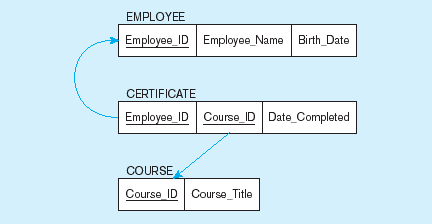 EMPLOYEE
Employee_ID Employee_Name Birth_Date
CERTIFICATE
Employee_ID Course_ID Date_Completed
COURSE
Course_ID Course_Title